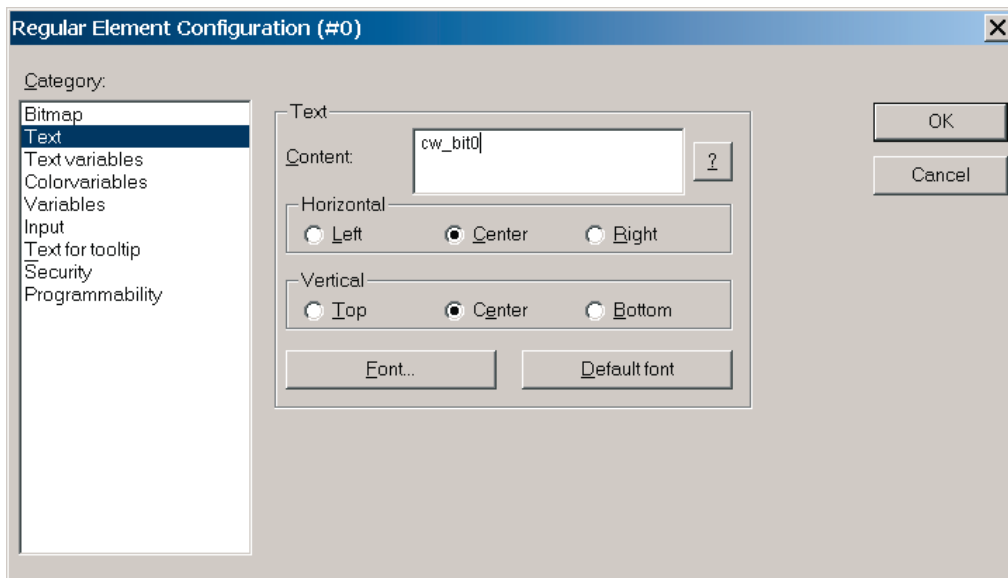 Regular Element Configuration (#0)
Category:
Bitmap
Text
Text variables
Colorvariables
Variables
Input
Text for tooltip
Security
Programmability
Text
Content:
cw_bit0
?
Horizontal
Left Center Right
Vertical
Top Center Bottom
Font... Default font
OK
Cancel